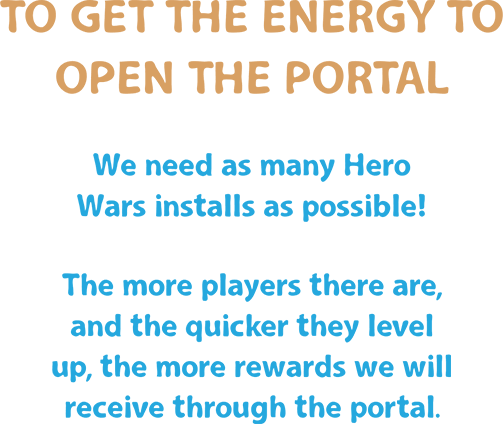 TO GET THE ENERGY TO
OPEN THE PORTAL
We need as many Hero
Wars installs as possible!
The more players there are,
and the quicker they level
up, the more rewards we will
receive through the portal.